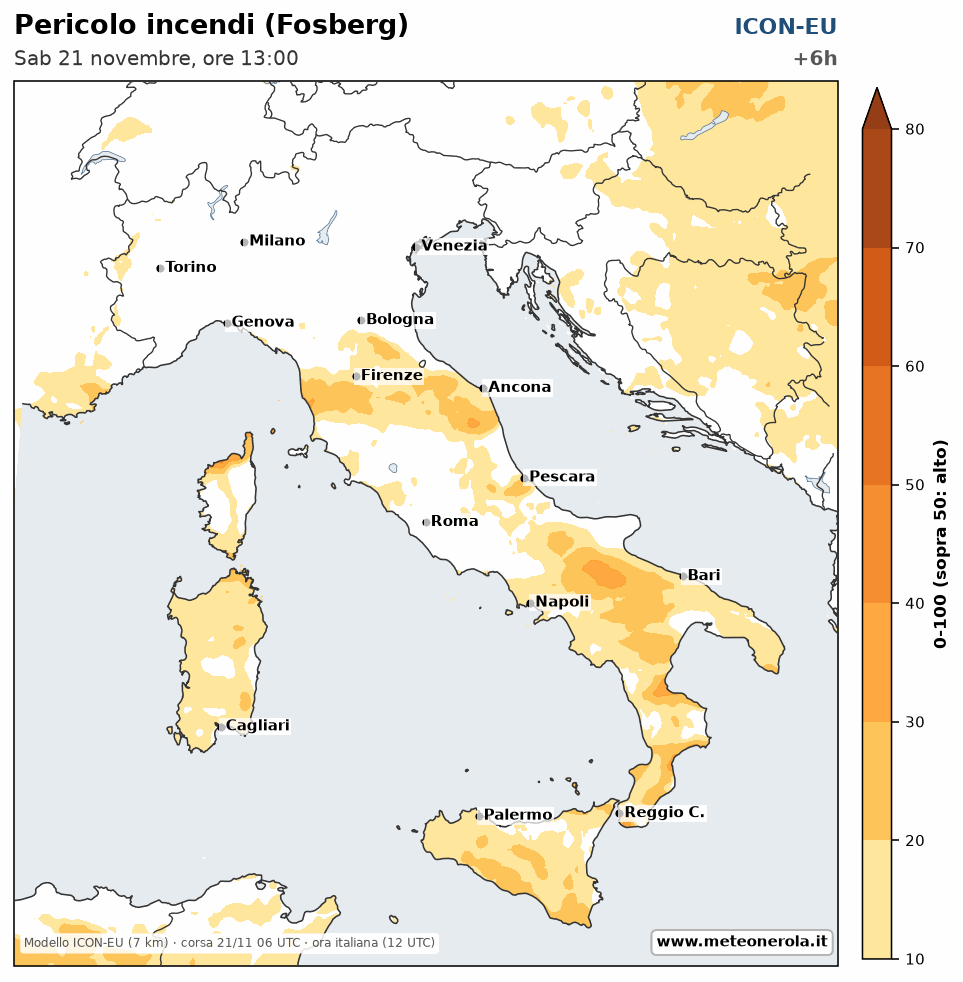 Pericolo incendi (Fosberg)
ICON-EU
Sab 21 novembre, ore 13:00
+6h
80
70
60
50
40
30
20
10
0-100 (sopra 50: alto)
Milano
Venezia
Torino
Genova
Bologna
Firenze
Ancona
Pescara
Roma
Bari
Napoli
Cagliari
Palermo
Reggio C.
Modello ICON-EU (7 km) · corsa 21/11 06 UTC · ora italiana (12 UTC)
www.meteonerola.it